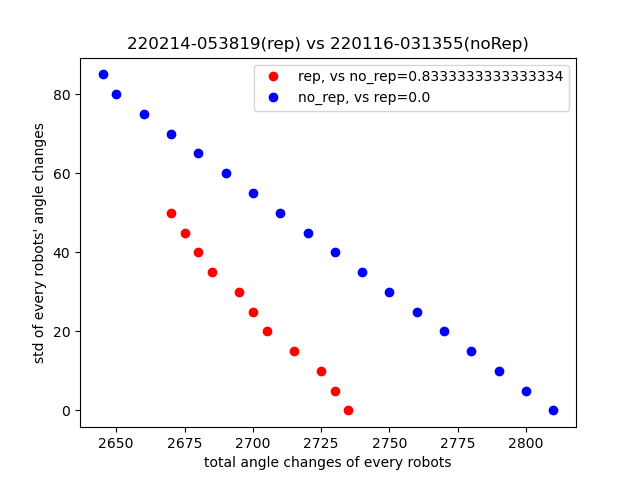 220214-053819(rep) vs 220116-031355(noRep)
rep, vs no_rep=0.8333333333333334
no_rep, vs rep=0.0
80
60
40
20
0
std of every robots' angle changes
2650 2675 2700 2725 2750 2775 2800
total angle changes of every robots